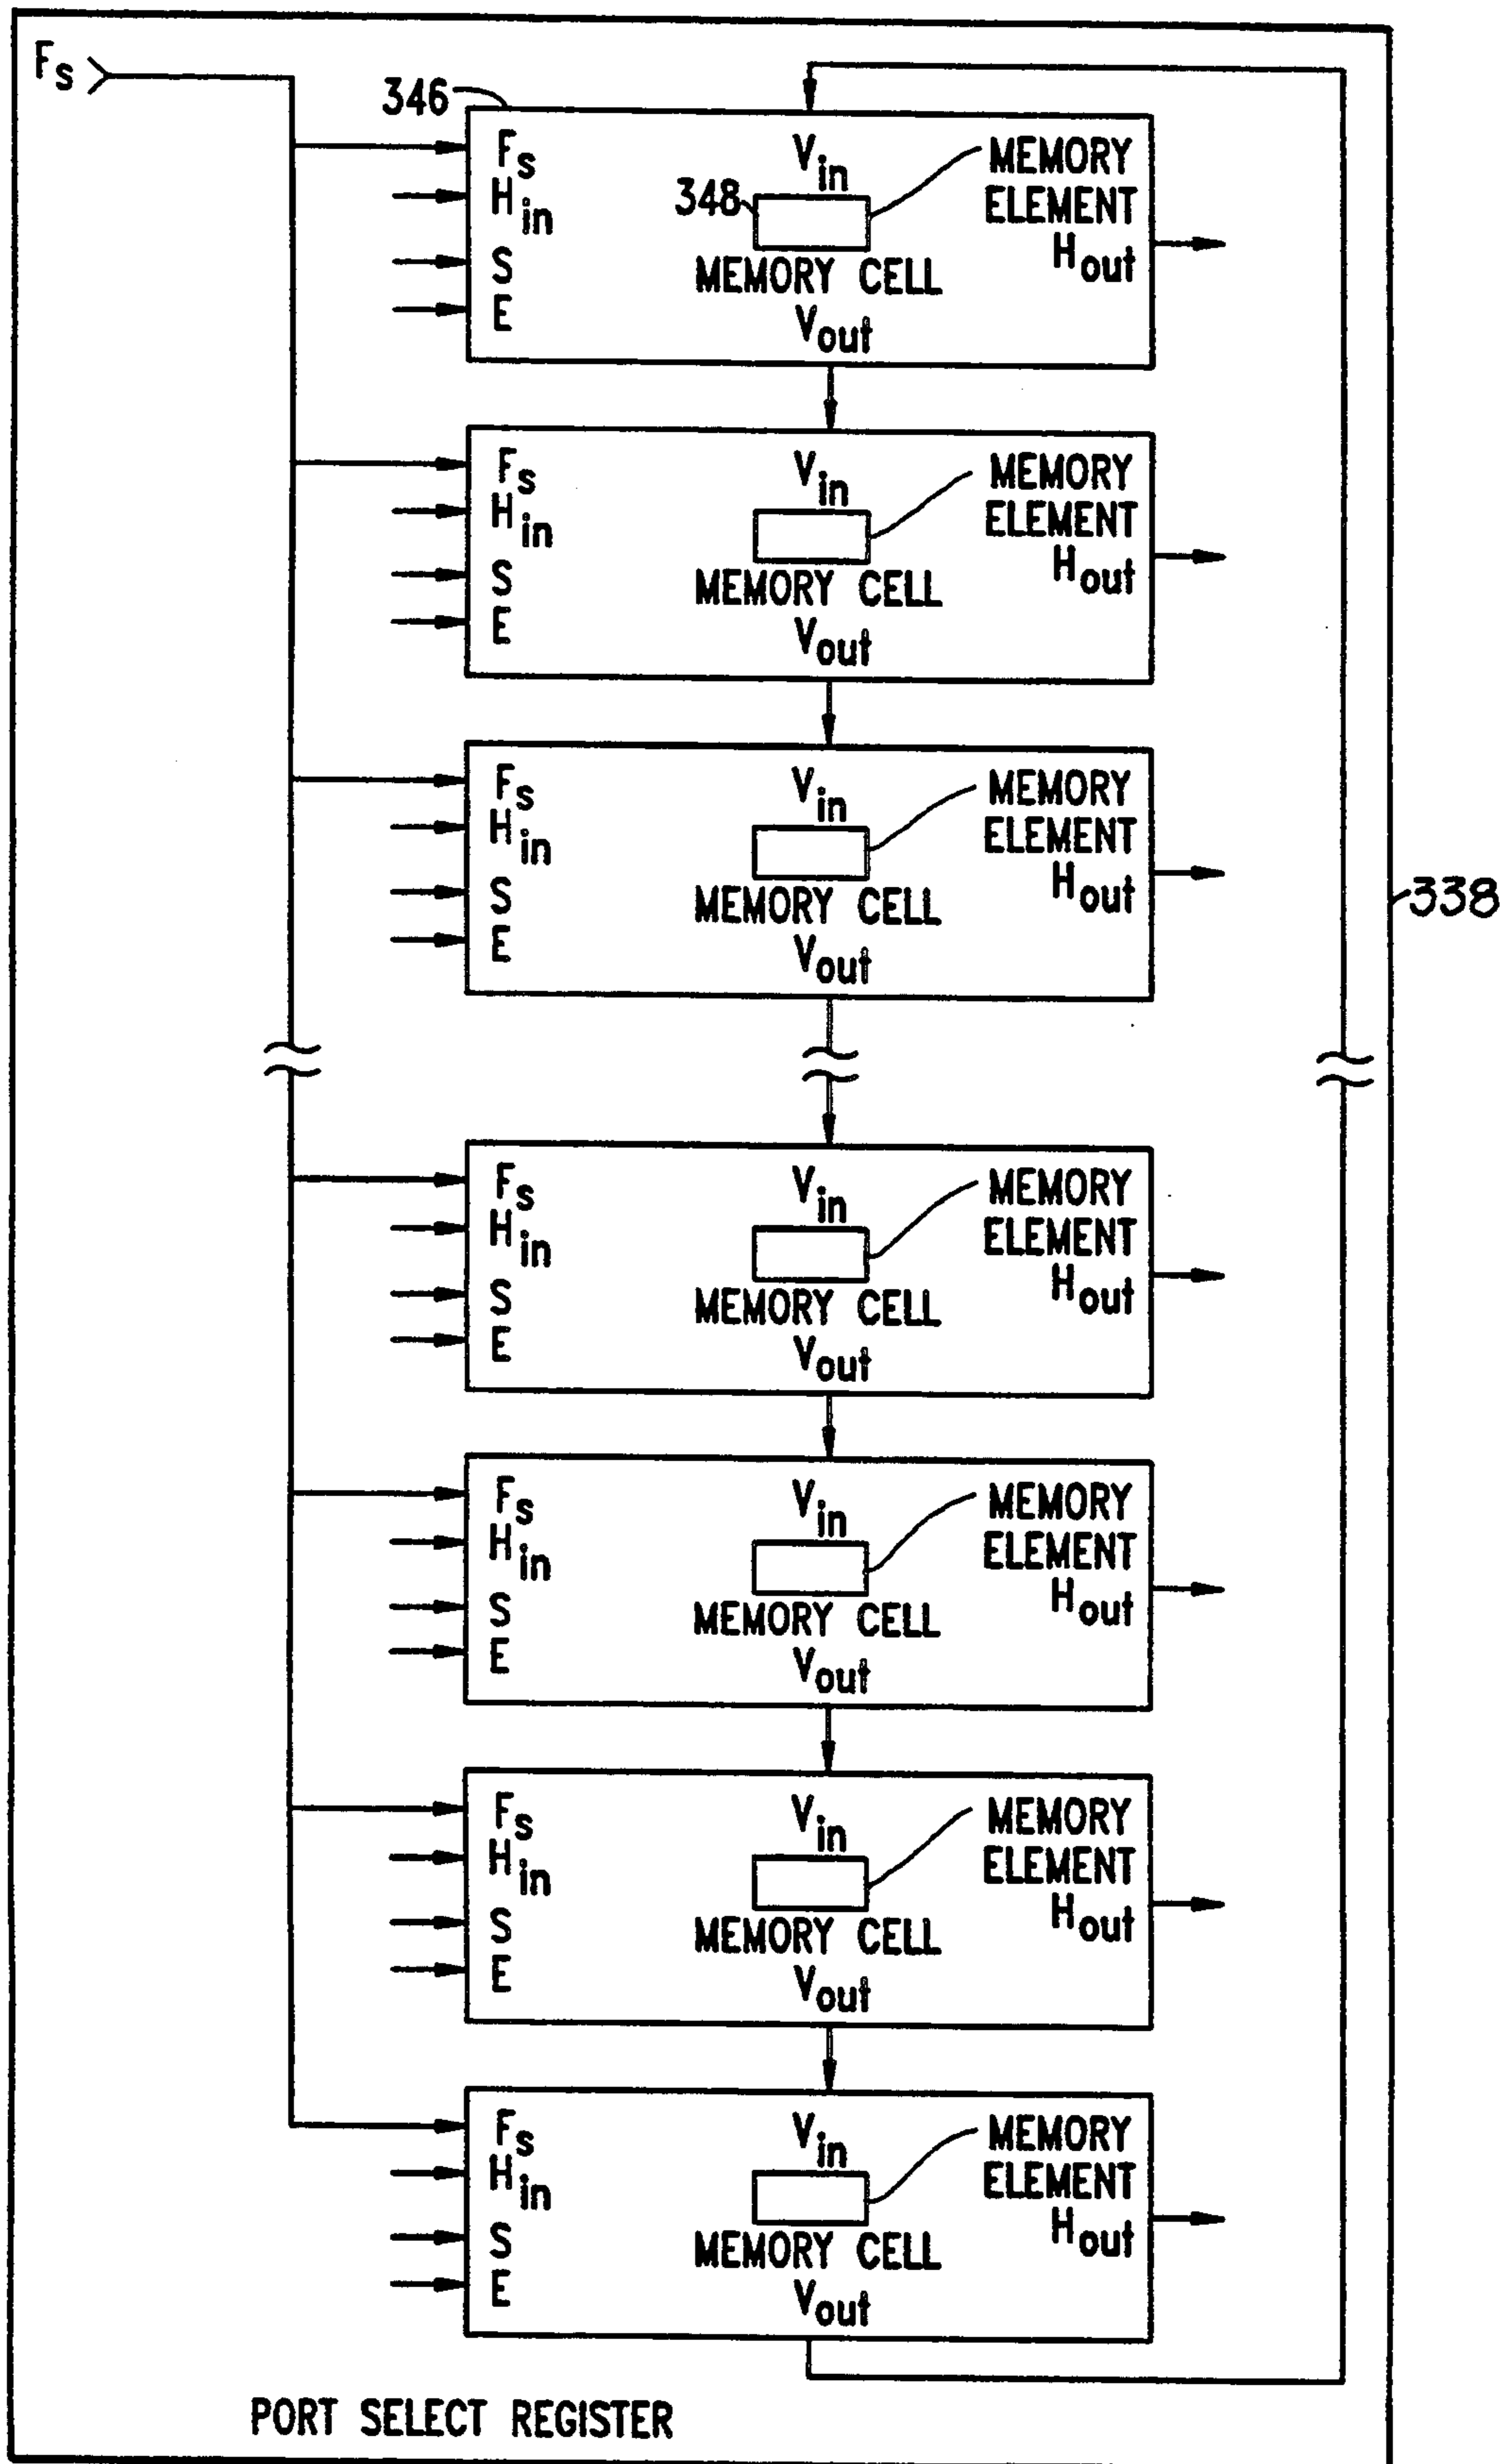 Fs
346
Fs
Vin
MEMORY
Hin
348
ELEMENT
S
MEMORY CELL
Hout
E
Vout
Fs
Vin
MEMORY
Hin
ELEMENT
S
MEMORY CELL
Hout
E
Vout
Fs
Vin
MEMORY
Hin
ELEMENT
S
MEMORY CELL
Hout
E
Vout
338
Fs
Vin
MEMORY
Hin
ELEMENT
S
MEMORY CELL
Hout
E
Vout
Fs
Vin
MEMORY
Hin
ELEMENT
S
MEMORY CELL
Hout
E
Vout
Fs
Vin
MEMORY
Hin
ELEMENT
S
MEMORY CELL
Hout
E
Vout
Fs
Vin
MEMORY
Hin
ELEMENT
S
MEMORY CELL
Hout
E
Vout
PORT SELECT REGISTER